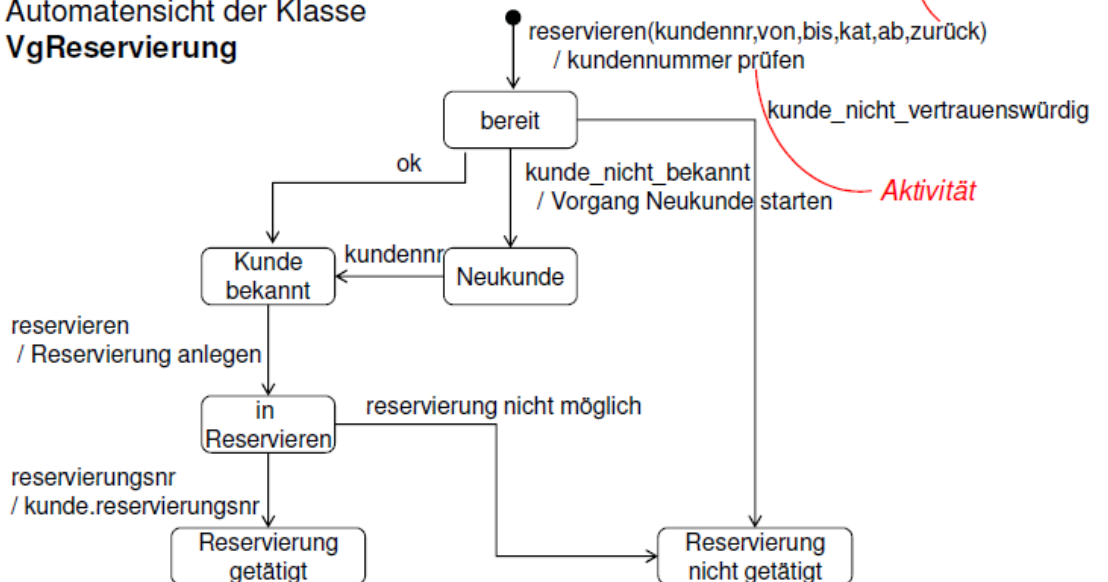 Automatensicht der Klasse
VgReservierung
reservieren(kundennr,von,bis,kat,ab,zurück)
/ kundennummer prüfen
bereit
kunde_nicht_vertrauenswürdig
ok
kunde_nicht_bekannt
/ Vorgang Neukunde starten
Aktivität
Kunde
bekannt
kundennr
Neukunde
reservieren
/ Reservierung anlegen
in
Reservieren
reservierung nicht möglich
reservierungsnr
/ kunde.reservierungsnr
Reservierung
getätigt
Reservierung
nicht getätigt